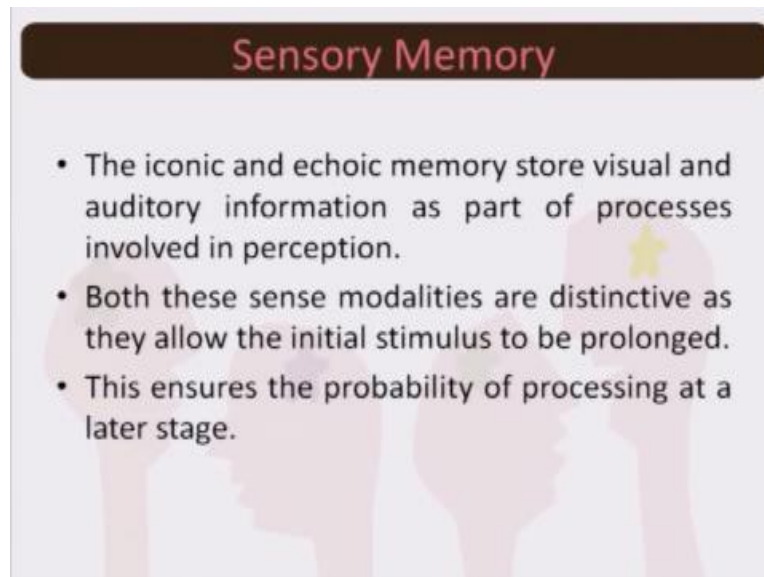 Sensory Memory
• The iconic and echoic memory store visual and
auditory information as part of processes
involved in perception.
• Both these sense modalities are distinctive as
they allow the initial stimulus to be prolonged.
• This ensures the probability of processing at a
later stage.